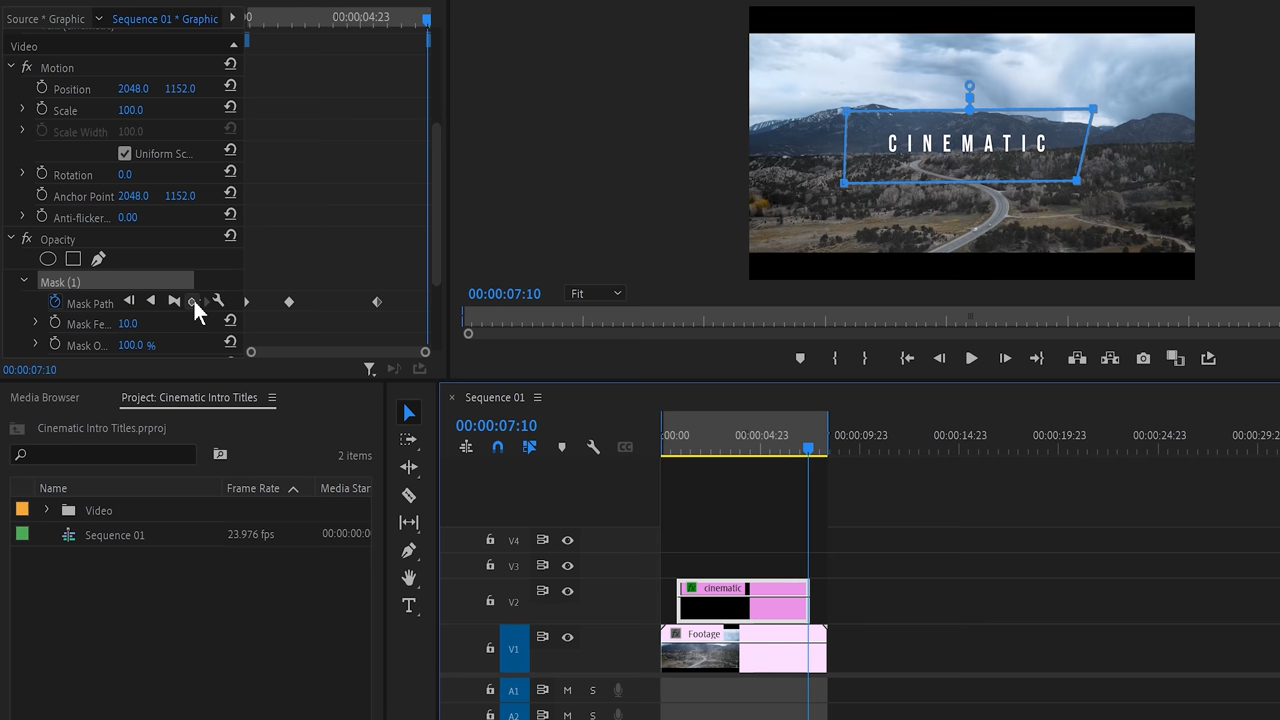 Source * Graphic
Sequence 01 * Graphic
00:00:04:23
Video
fx Motion
Position 2048.0 1152.0
Scale 100.0
Scale Width 100.0
Uniform Sc...
Rotation 0.0
Anchor Point 2048.0 1152.0
Anti-flicker... 0.00
fx Opacity
Mask (1)
Mask Path
Mask Fe... 10.0
Mask O... 100.0 %
00:00:07:10
CINEMATIC
00:00:07:10 Fit
Media Browser
Project: Cinematic Intro Titles
Cinematic Intro Titles.prproj
2 items
Name Frame Rate Media Star
Video
Sequence 01 23.976 fps 00:00:00:0
× Sequence 01
00:00:07:10
:00:00 00:00:04:23 00:00:09:23 00:00:14:23 00:00:19:23 00:00:24:23 00:00:29:2
V4
V3
V2
fx cinematic
V1
fx Footage
A1 M S
A2 M S